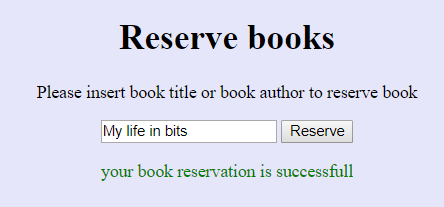 Reserve books
Please insert book title or book author to reserve book
My life in bits Reserve
your book reservation is successfull